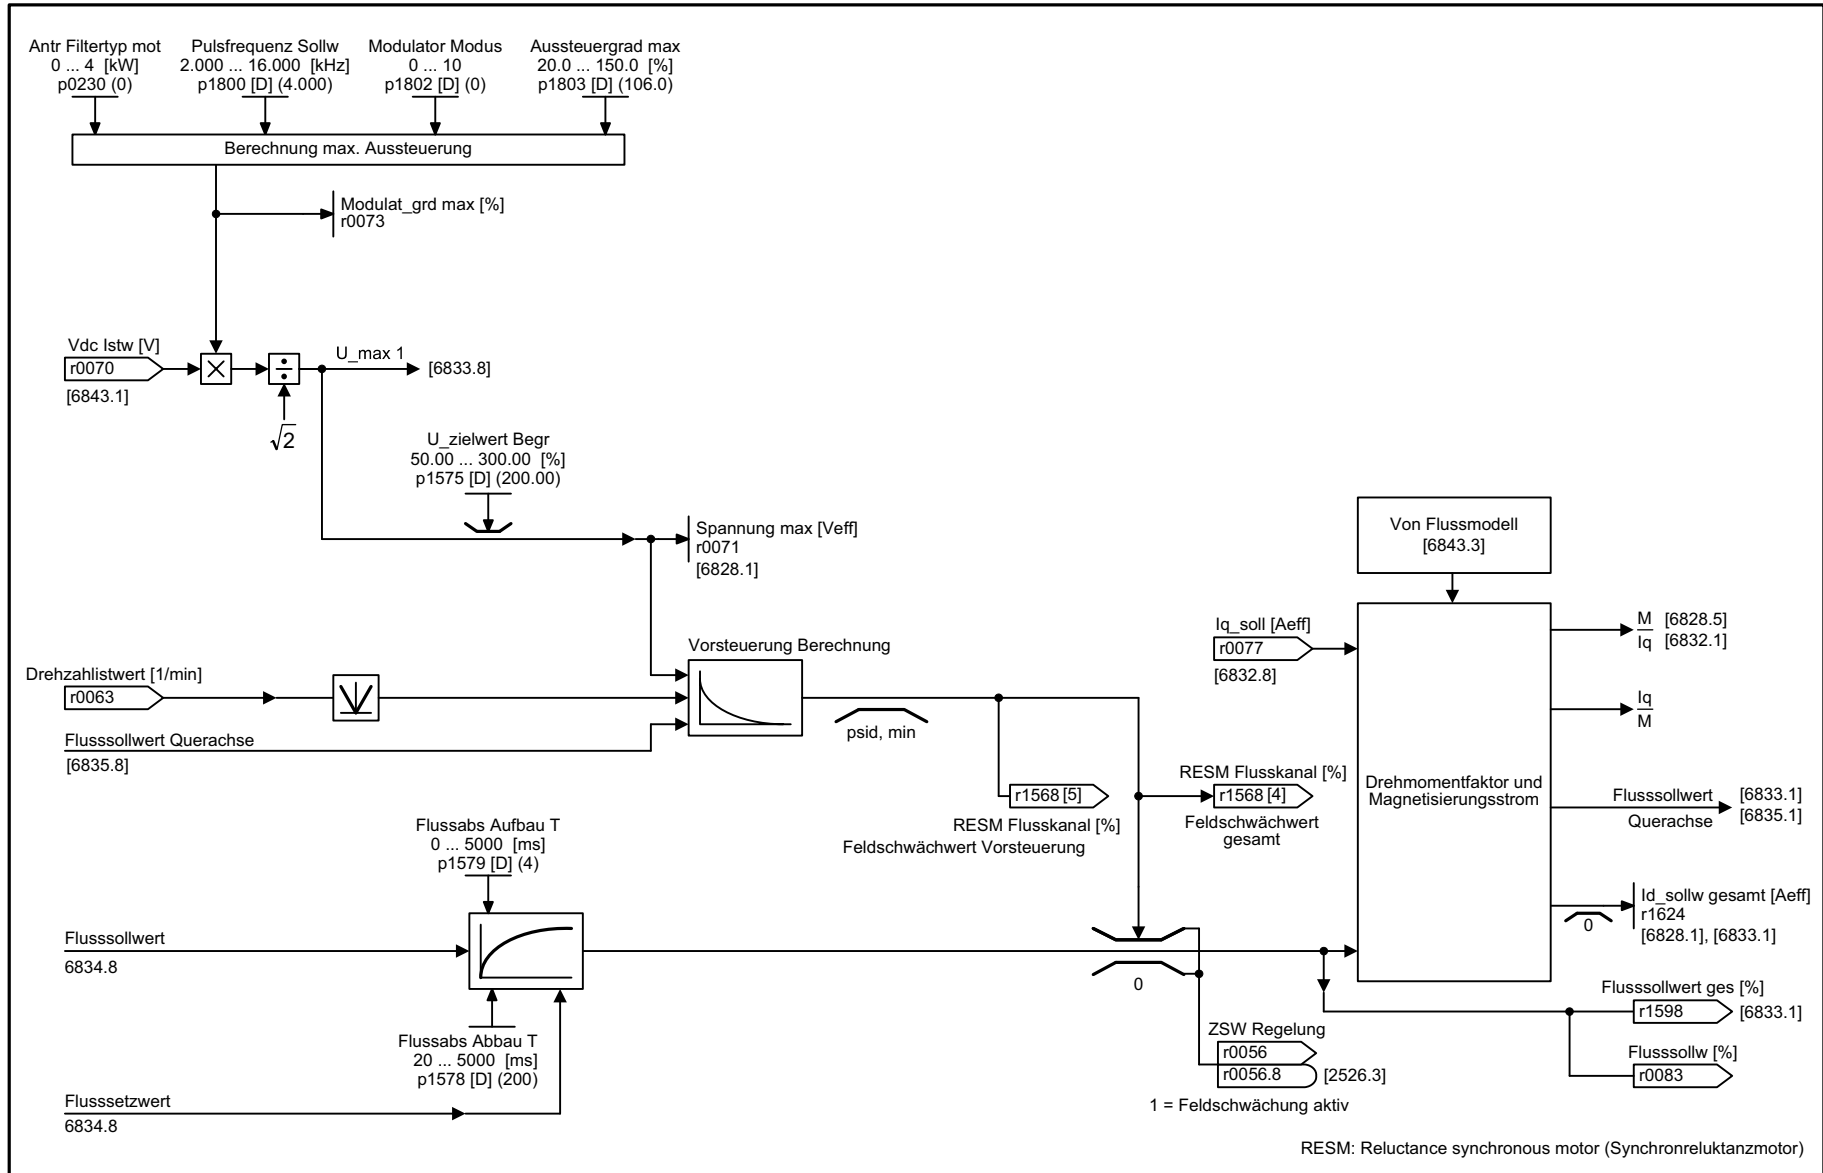 Antr Filtertyp mot
0 ... 4 [kW]
p0230 (0)
Pulsfrequenz Sollw
2.000 ... 16.000 [kHz]
p1800 [D] (4.000)
Modulator Modus
0 ... 10
p1802 [D] (0)
Aussteuergrad max
20.0 ... 150.0 [%]
p1803 [D] (106.0)
Berechnung max. Aussteuerung
Modulat_grd max [%]
r0073
Vdc Istw [V]
r0070
[6843.1]
U_max 1
[6833.8]
√2
U_zielwert Begr
50.00 ... 300.00 [%]
p1575 [D] (200.00)
Spannung max [Veff]
r0071
[6828.1]
Von Flussmodell
[6843.3]
Iq_soll [Aeff]
r0077
[6832.8]
M
Iq
[6828.5]
[6832.1]
Iq
M
Vorsteuerung Berechnung
Drehzahlistwert [1/min]
r0063
Flusssollwert Querachse
[6835.8]
psid, min
r1568 [5]
RESM Flusskanal [%]
Feldschwächwert Vorsteuerung
RESM Flusskanal [%]
r1568 [4]
Feldschwächwert
gesamt
Drehmomentfaktor und
Magnetisierungsstrom
Flusssollwert
Querachse
[6833.1]
[6835.1]
Id_sollw gesamt [Aeff]
r1624
[6828.1], [6833.1]
0
Flussabs Aufbau T
0 ... 5000 [ms]
p1579 [D] (4)
Flusssollwert
6834.8
0
Flussabs Abbau T
20 ... 5000 [ms]
p1578 [D] (200)
Flusssetzwert
6834.8
ZSW Regelung
r0056
r0056.8
[2526.3]
1 = Feldschwächung aktiv
Flusssollwert ges [%]
r1598
[6833.1]
Flusssollw [%]
r0083
RESM: Reluctance synchronous motor (Synchronreluktanzmotor)